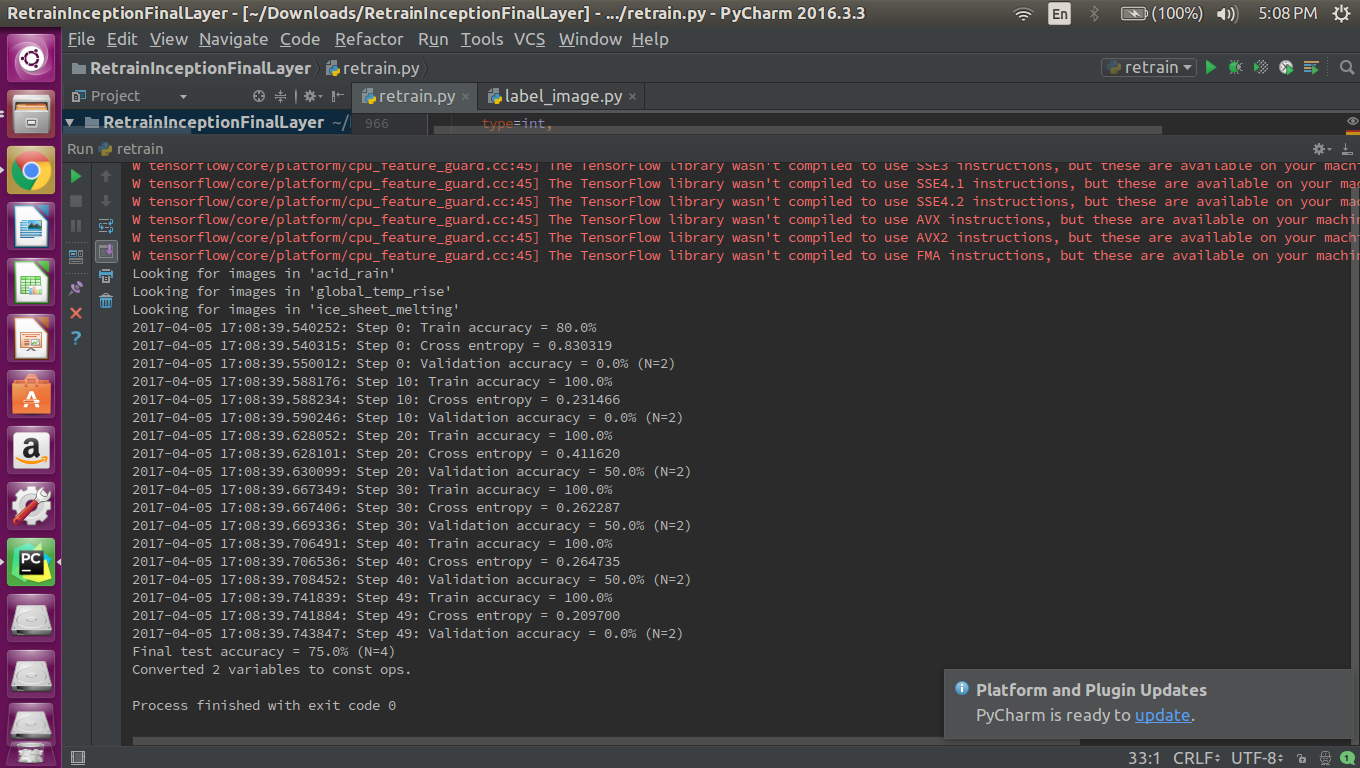 RetrainInceptionFinalLayer - [~/Downloads/RetrainInceptionFinalLayer] - .../retrain.py - PyCharm 2016.3.3
En (100%) 5:08 PM
File Edit View Navigate Code Refactor Run Tools VCS Window Help
RetrainInceptionFinalLayer retrain.py retrain
Project retrain.py label_image.py
RetrainInceptionFinalLayer ~/ 966 type=int,
Run retrain
W tensorflow/core/platform/cpu_feature_guard.cc:45] The TensorFlow library wasn't compiled to use SSE3 instructions, but these are available on your machi
W tensorflow/core/platform/cpu_feature_guard.cc:45] The TensorFlow library wasn't compiled to use SSE4.1 instructions, but these are available on your ma
W tensorflow/core/platform/cpu_feature_guard.cc:45] The TensorFlow library wasn't compiled to use SSE4.2 instructions, but these are available on your ma
W tensorflow/core/platform/cpu_feature_guard.cc:45] The TensorFlow library wasn't compiled to use AVX instructions, but these are available on your machin
W tensorflow/core/platform/cpu_feature_guard.cc:45] The TensorFlow library wasn't compiled to use AVX2 instructions, but these are available on your machi
W tensorflow/core/platform/cpu_feature_guard.cc:45] The TensorFlow library wasn't compiled to use FMA instructions, but these are available on your machin
Looking for images in 'acid_rain'
Looking for images in 'global_temp_rise'
Looking for images in 'ice_sheet_melting'
2017-04-05 17:08:39.540252: Step 0: Train accuracy = 80.0%
2017-04-05 17:08:39.540315: Step 0: Cross entropy = 0.830319
2017-04-05 17:08:39.550012: Step 0: Validation accuracy = 0.0% (N=2)
2017-04-05 17:08:39.588176: Step 10: Train accuracy = 100.0%
2017-04-05 17:08:39.588234: Step 10: Cross entropy = 0.231466
2017-04-05 17:08:39.590246: Step 10: Validation accuracy = 0.0% (N=2)
2017-04-05 17:08:39.628052: Step 20: Train accuracy = 100.0%
2017-04-05 17:08:39.628101: Step 20: Cross entropy = 0.411620
2017-04-05 17:08:39.630099: Step 20: Validation accuracy = 50.0% (N=2)
2017-04-05 17:08:39.667349: Step 30: Train accuracy = 100.0%
2017-04-05 17:08:39.667406: Step 30: Cross entropy = 0.262287
2017-04-05 17:08:39.669336: Step 30: Validation accuracy = 50.0% (N=2)
2017-04-05 17:08:39.706491: Step 40: Train accuracy = 100.0%
2017-04-05 17:08:39.706536: Step 40: Cross entropy = 0.264735
2017-04-05 17:08:39.708452: Step 40: Validation accuracy = 50.0% (N=2)
2017-04-05 17:08:39.741839: Step 49: Train accuracy = 100.0%
2017-04-05 17:08:39.741884: Step 49: Cross entropy = 0.209700
2017-04-05 17:08:39.743847: Step 49: Validation accuracy = 0.0% (N=2)
Final test accuracy = 75.0% (N=4)
Converted 2 variables to const ops.
Process finished with exit code 0
Platform and Plugin Updates
PyCharm is ready to update.
33:1 CRLF UTF-8 1